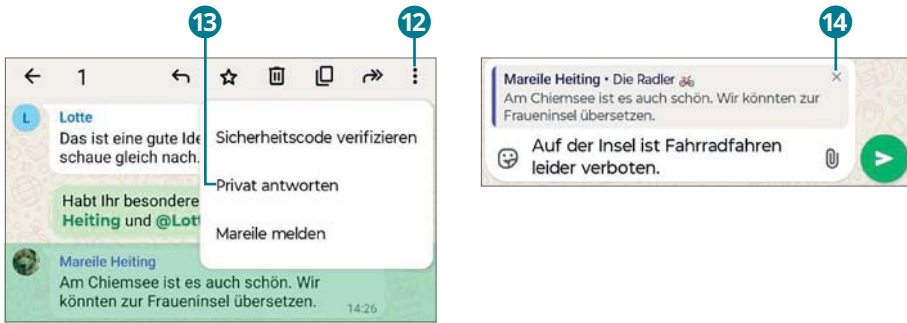 13
12
1
Sicherheitscode verifizieren
Privat antworten
Mareile melden
L
Lotte
Das ist eine gute Ide
schaue gleich nach.
Habt Ihr besondere
Heiting und @Lot
Mareile Heiting
Am Chiemsee ist es auch schön. Wir
könnten zur Fraueninsel übersetzen.
14:26
14
Mareile Heiting • Die Radler 🚲
Am Chiemsee ist es auch schön. Wir könnten zur
Fraueninsel übersetzen.
Auf der Insel ist Fahrradfahren
leider verboten.